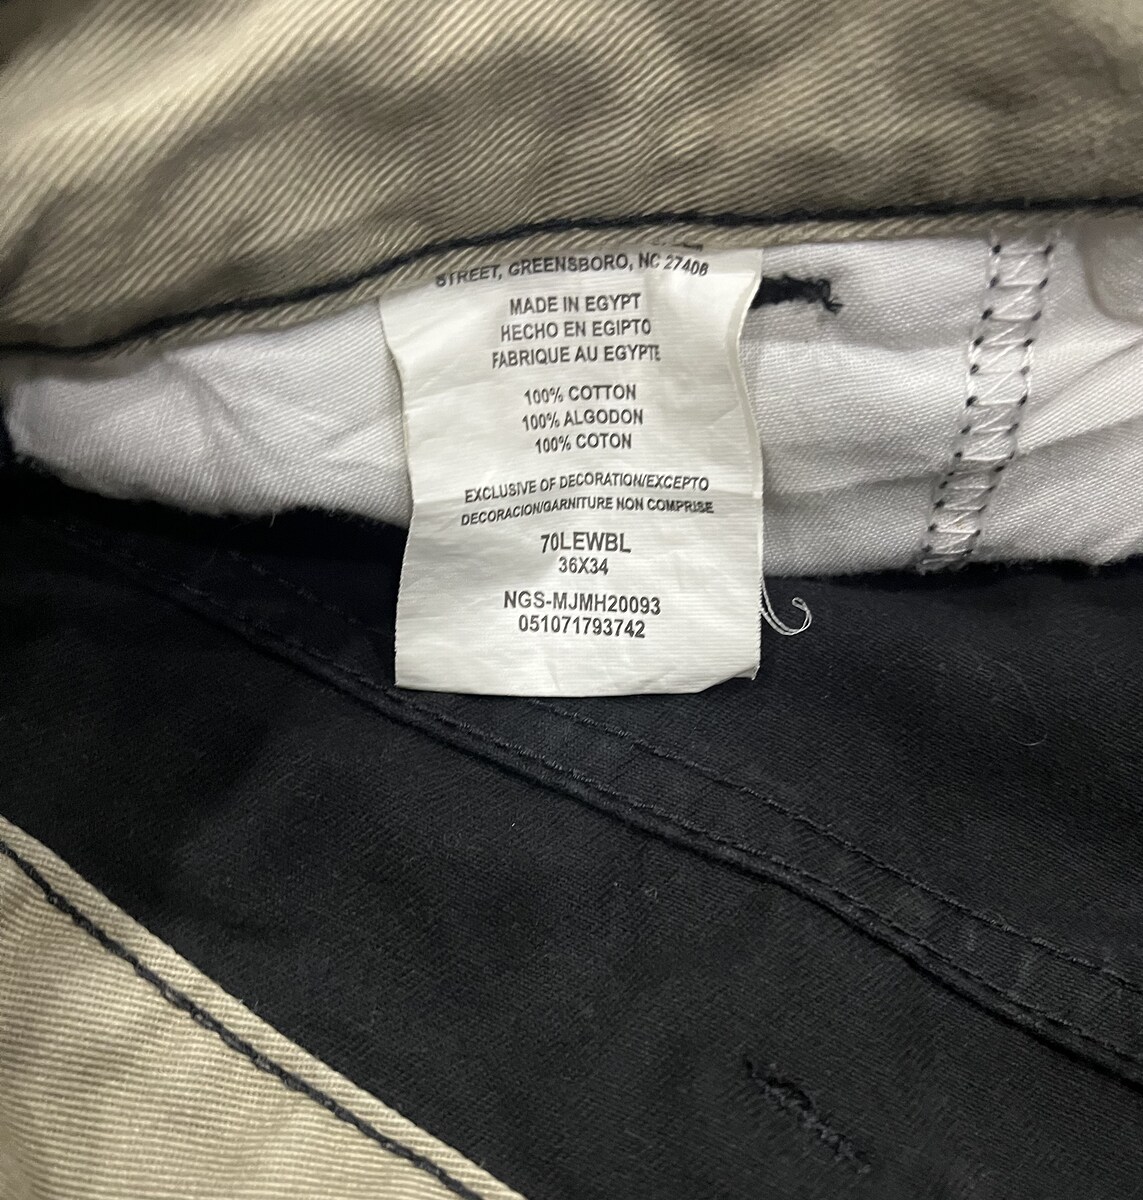 STREET, GREENSBORO, NC 27408
MADE IN EGYPT
HECHO EN EGIPTO
FABRIQUE AU EGYPTE
100% COTTON
100% ALGODON
100% COTON
EXCLUSIVE OF DECORATION/EXCEPTO
DECORACION/GARNITURE NON COMPRISE
70LEWBL
36X34
NGS-MJMH20093
051071793742